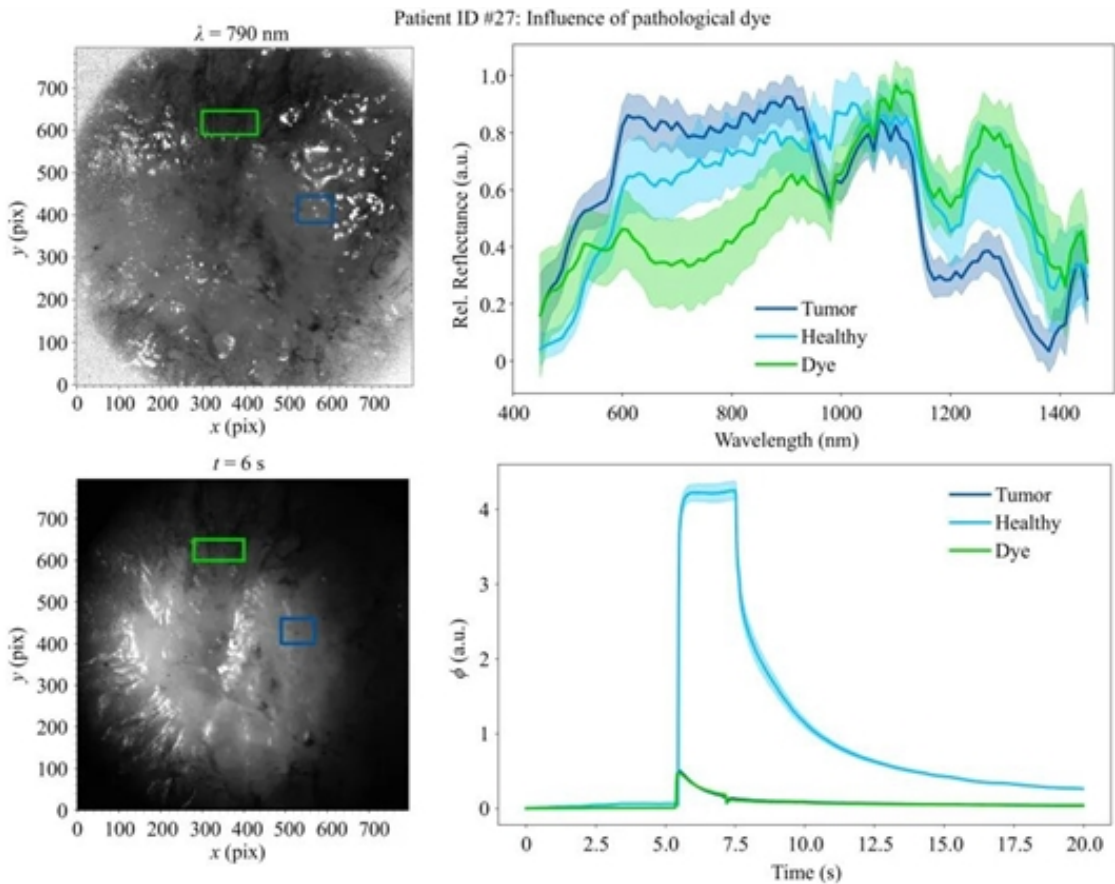 Patient ID #27: Influence of pathological dye
λ = 790 nm
700
600
500
400
300
200
100
0
y (pix)
0 100 200 300 400 500 600 700
x (pix)
1.0
0.8
0.6
0.4
0.2
0
Rel. Reflectance (a.u.)
Tumor
Healthy
Dye
400 600 800 1000 1200 1400
Wavelength (nm)
t = 6 s
700
600
500
400
300
200
100
0
y (pix)
0 100 200 300 400 500 600 700
x (pix)
4
3
2
1
0
ϕ (a.u.)
Tumor
Healthy
Dye
0 2.5 5.0 7.5 10.0 12.5 15.0 17.5 20.0
Time (s)